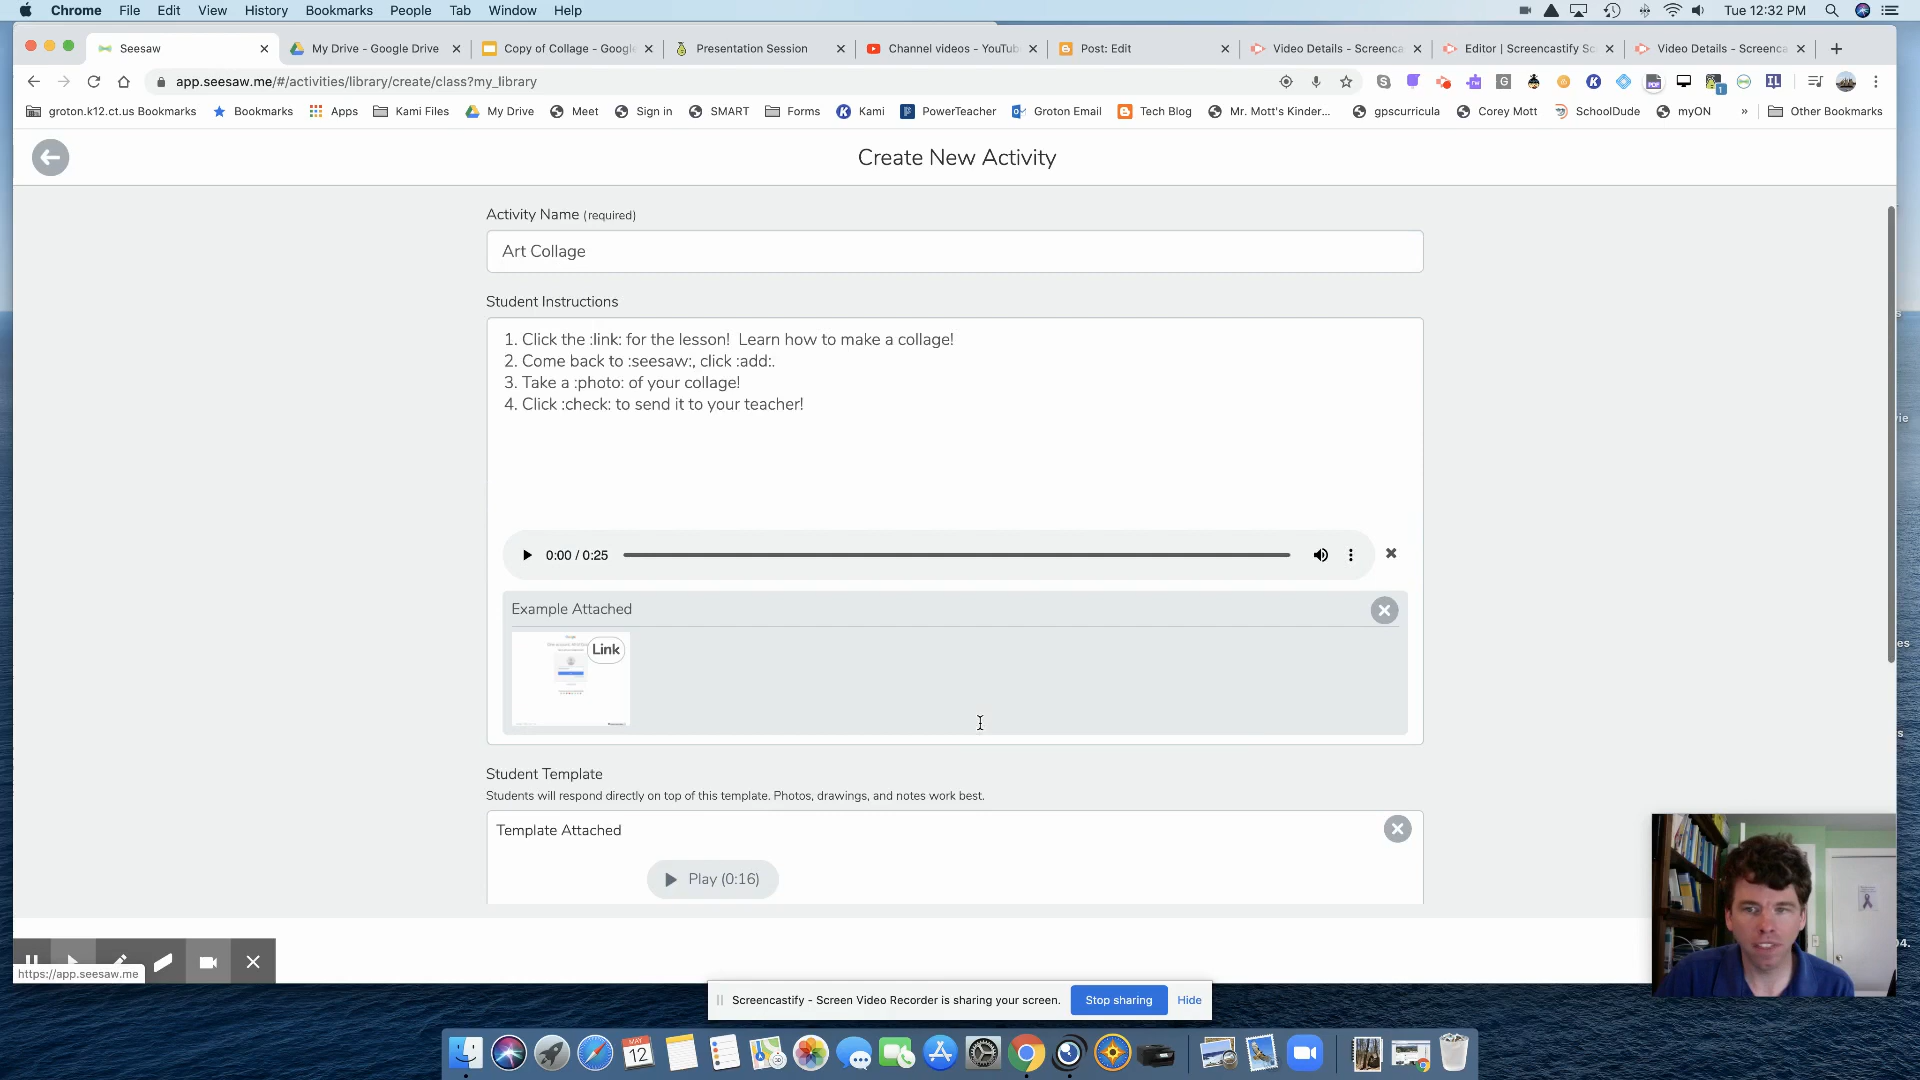 Chrome File Edit View History Bookmarks People Tab Window Help
Tue 12:32 PM
Seesaw
My Drive - Google Drive
Copy of Collage - Google
Presentation Session
Channel videos - YouTub
Post: Edit
Video Details - Screenca
Editor | Screencastify Sc
Video Details - Screenca
app.seesaw.me/#/activities/library/create/class?my_library
groton.k12.ct.us Bookmarks
Bookmarks
Apps
Kami Files
My Drive
Meet
Sign in
SMART
Forms
Kami
PowerTeacher
Groton Email
Tech Blog
Mr. Mott's Kinder...
gpscurricula
Corey Mott
SchoolDude
myON
»
Other Bookmarks
Create New Activity
Activity Name (required)
Art Collage
Student Instructions
1. Click the :link: for the lesson!  Learn how to make a collage!
2. Come back to :seesaw:, click :add:.
3. Take a :photo: of your collage!
4. Click :check: to send it to your teacher!
0:00 / 0:25
Example Attached
Link
Student Template
Students will respond directly on top of this template. Photos, drawings, and notes work best.
Template Attached
Play (0:16)
https://app.seesaw.me
Screencastify - Screen Video Recorder is sharing your screen.
Stop sharing
Hide
MAY
12